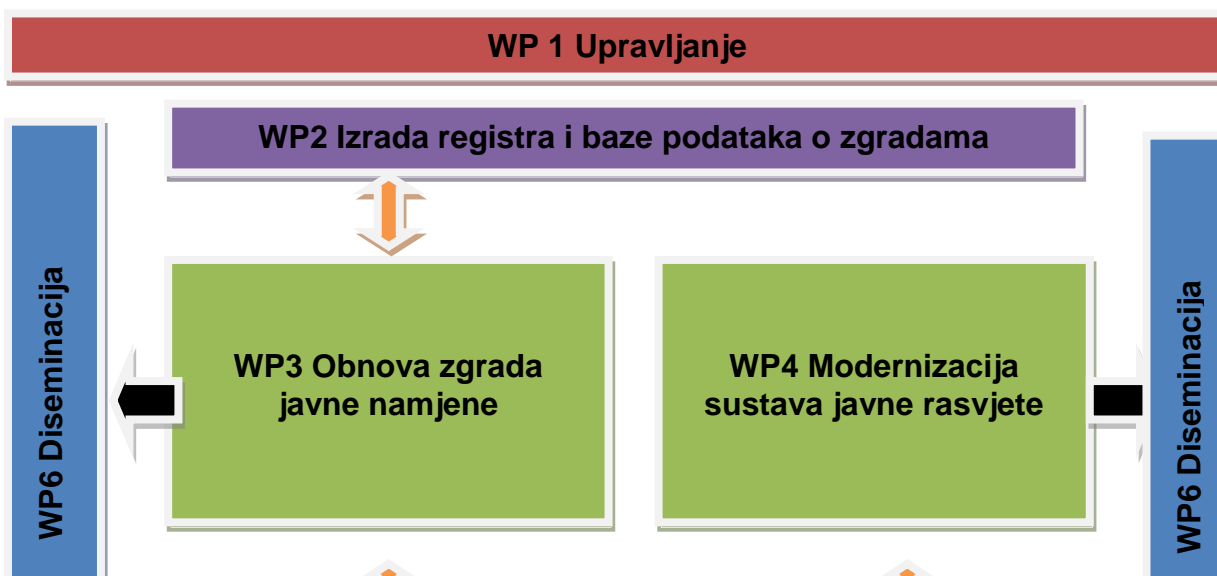 WP 1 Upravljanje
WP2 Izrada registra i baze podataka o zgradama
WP6 Diseminacija
WP3 Obnova zgrada
javne namjene
WP4 Modernizacija
sustava javne rasvjete
WP6 Diseminacija